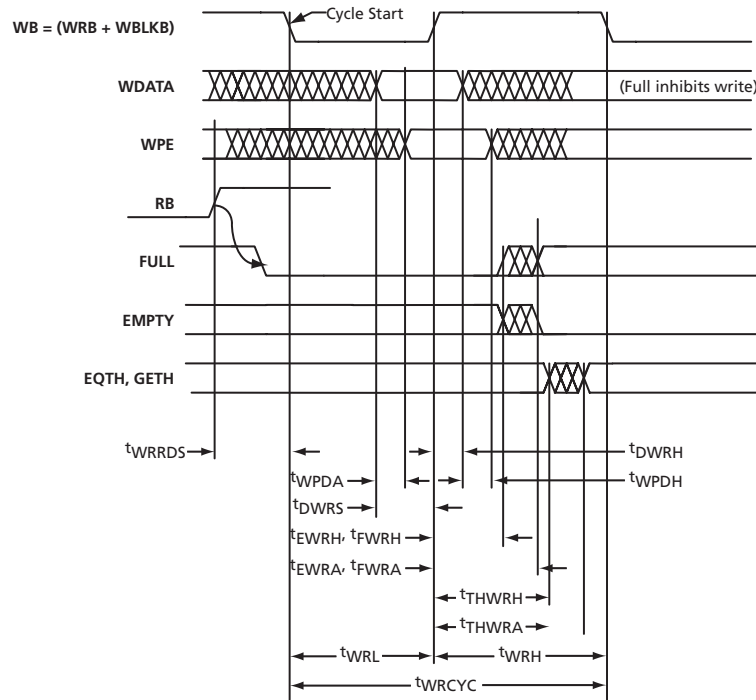 Cycle Start
WB = (WRB + WBLKB)
WDATA
(Full inhibits write)
WPE
RB
FULL
EMPTY
EQTH, GETH
tWRRDS
tDWRH
tWPDA
tWPDH
tDWRS
tEWRH, tFWRH
tEWRA, tFWRA
tTHWRH
tTHWRA
tWRL
tWRH
tWRCYC